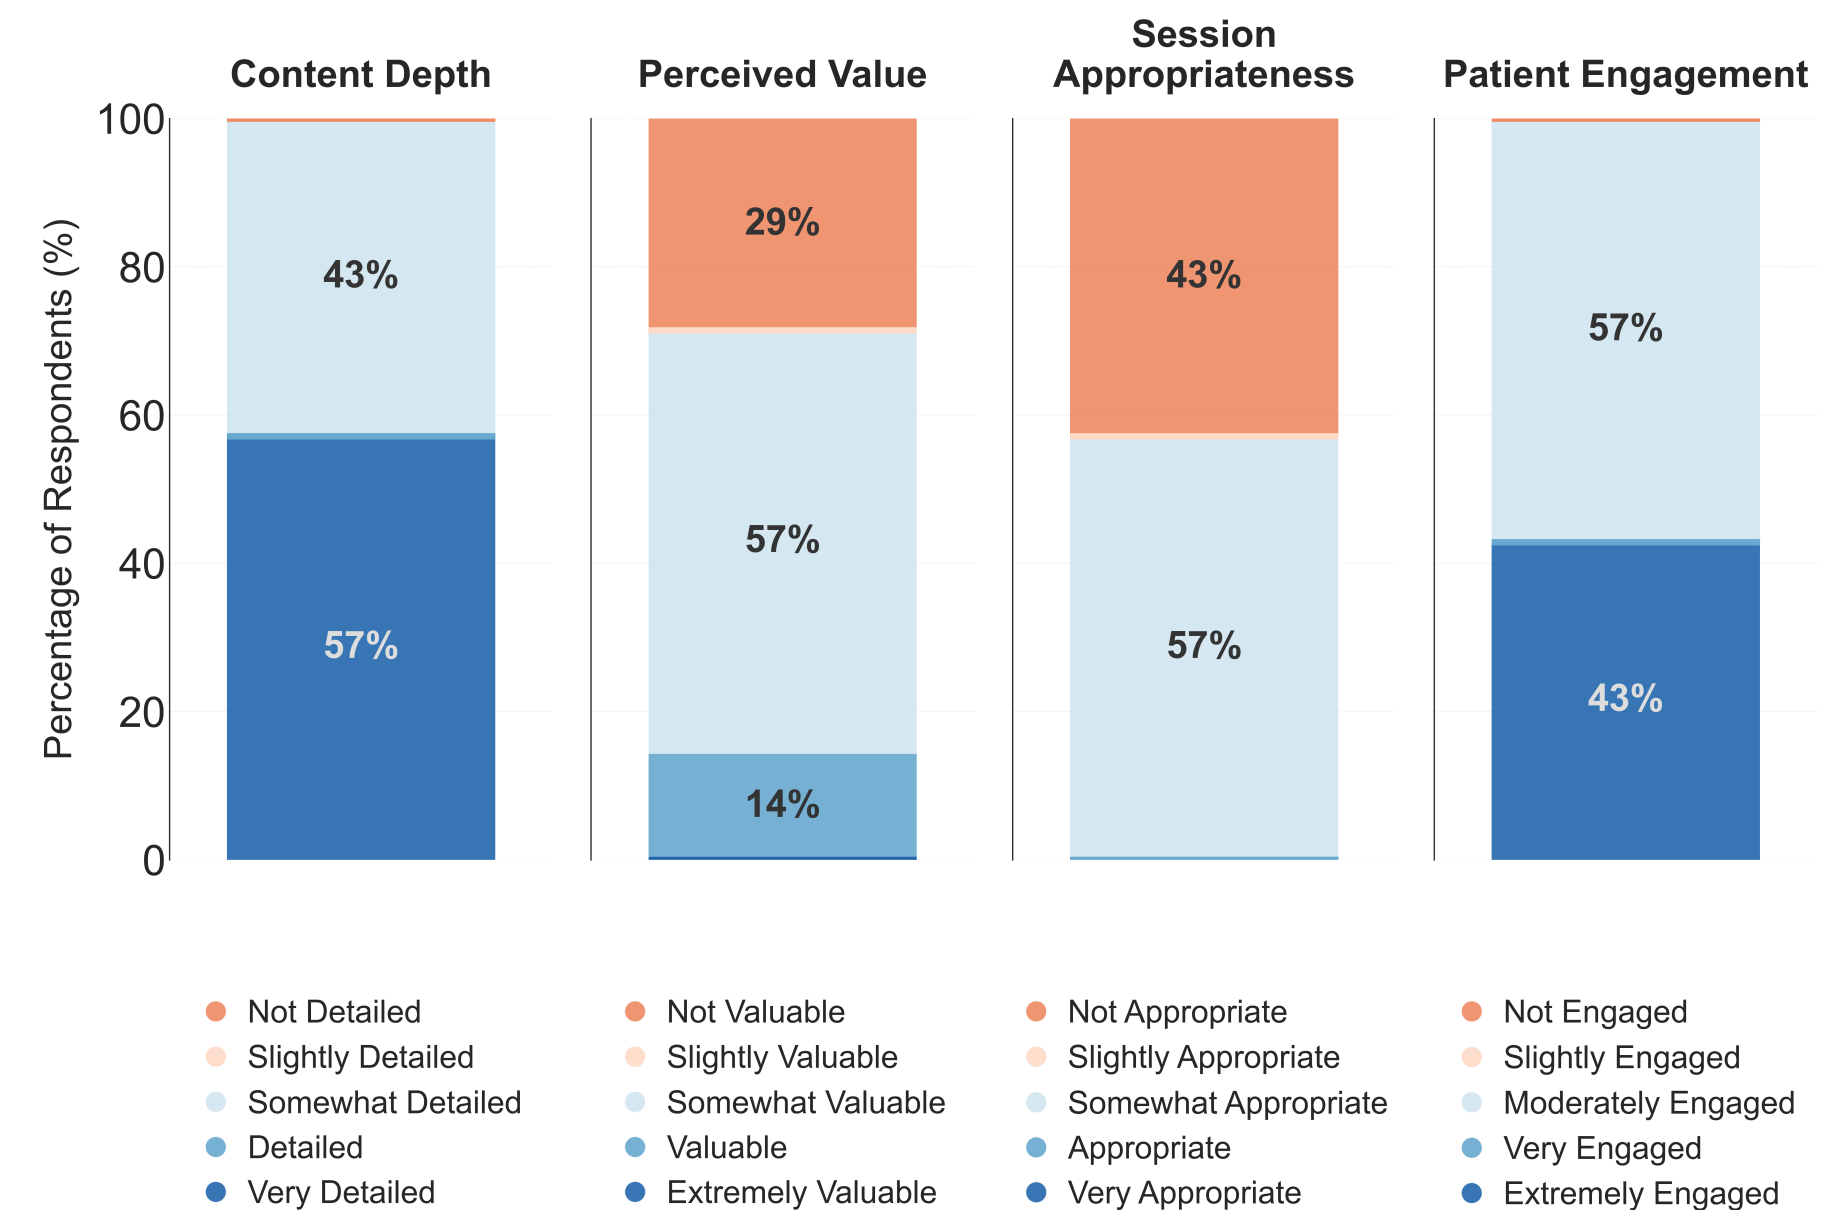 Content Depth
Perceived Value
Session
Appropriateness
Patient Engagement
Percentage of Respondents (%)
100
80
60
40
20
0
43%
57%
29%
57%
14%
43%
57%
57%
43%
Not Detailed
Slightly Detailed
Somewhat Detailed
Detailed
Very Detailed
Not Valuable
Slightly Valuable
Somewhat Valuable
Valuable
Extremely Valuable
Not Appropriate
Slightly Appropriate
Somewhat Appropriate
Appropriate
Very Appropriate
Not Engaged
Slightly Engaged
Moderately Engaged
Very Engaged
Extremely Engaged